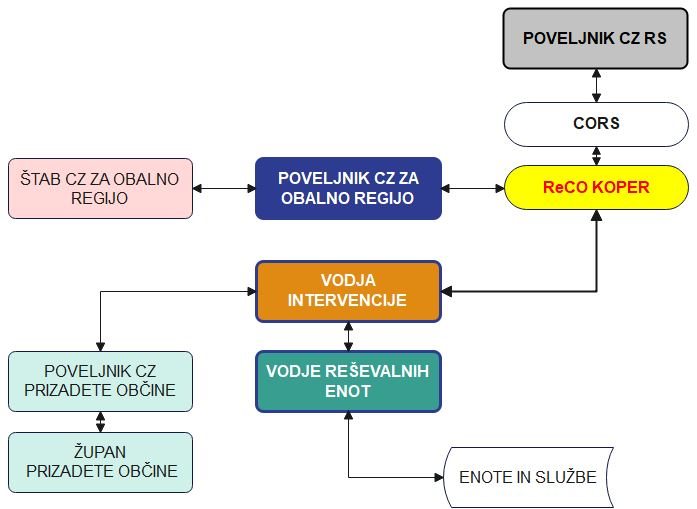 POVELJNIK CZ RS
CORS
ŠTAB CZ ZA OBALNO
REGIJO
POVELJNIK CZ ZA
OBALNO REGIJO
ReCO KOPER
VODJA
INTERVENCIJE
POVELJNIK CZ
PRIZADETE OBČINE
VODJE REŠEVALNIH
ENOT
ŽUPAN
PRIZADETE OBČINE
ENOTE IN SLUŽBE